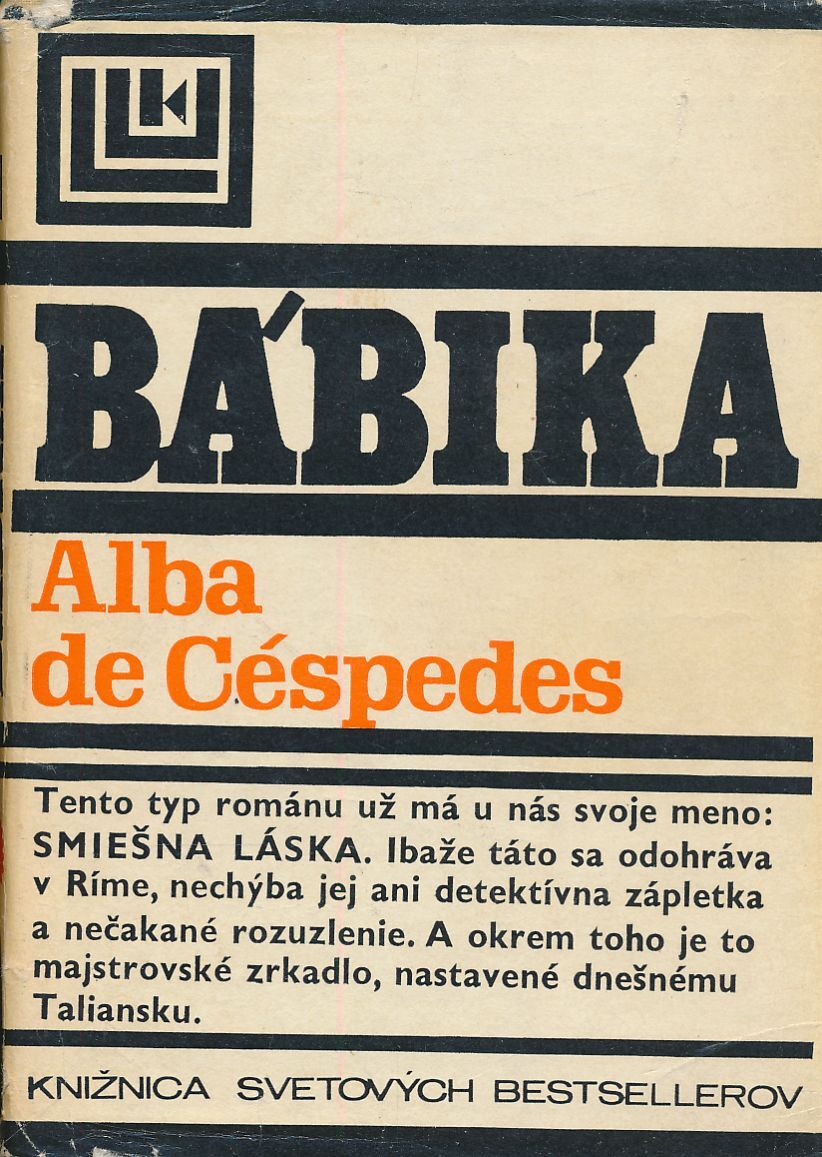 BÁBIKA
Alba
de Céspedes
Tento typ románu už má u nás svoje meno:
SMIEŠNA LÁSKA. Ibaže táto sa odohráva
v Ríme, nechýba jej ani detektívna zápletka
a nečakané rozuzlenie. A okrem toho je to
majstrovské zrkadlo, nastavené dnešnému
Taliansku.
KNIŽNICA SVETOVÝCH BESTSELLEROV